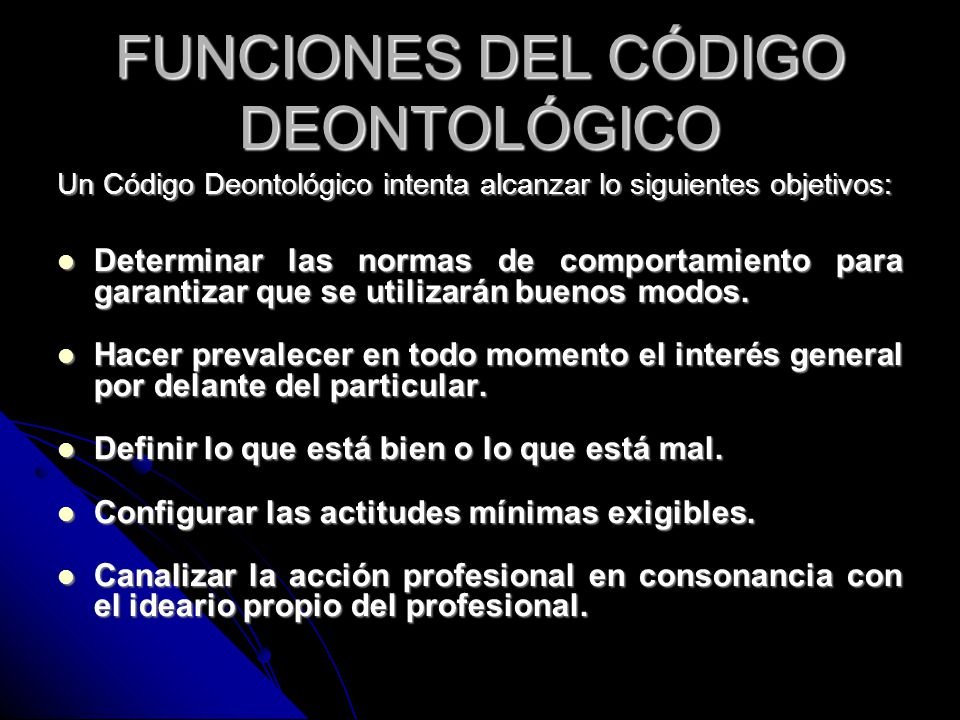 FUNCIONES DEL CÓDIGO
DEONTOLÓGICO
Un Código Deontológico intenta alcanzar lo siguientes objetivos:
Determinar las normas de comportamiento para
garantizar que se utilizarán buenos modos.
Hacer prevalecer en todo momento el interés general
por delante del particular.
Definir lo que está bien o lo que está mal.
Configurar las actitudes mínimas exigibles.
Canalizar la acción profesional en consonancia con
el ideario propio del profesional.